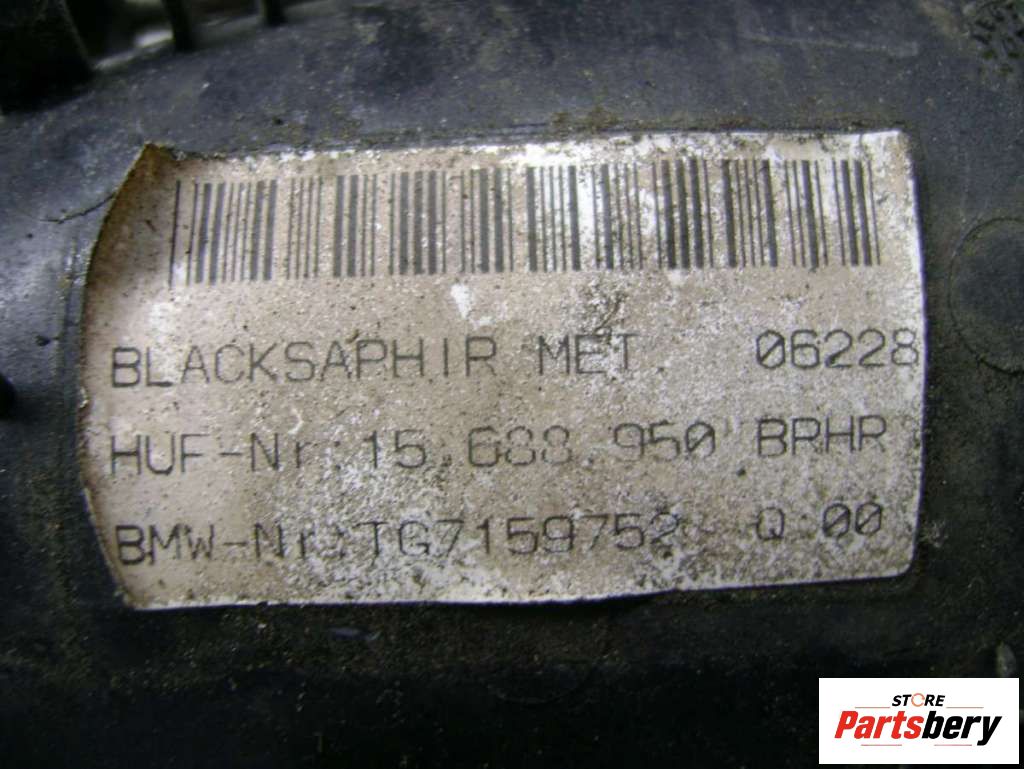 BLACKSAPHIR MET. 06228
HUF-Nr:15.688.950 BRHR
BMW-Nr:TG7159752 Q:00
STORE
Partsbery